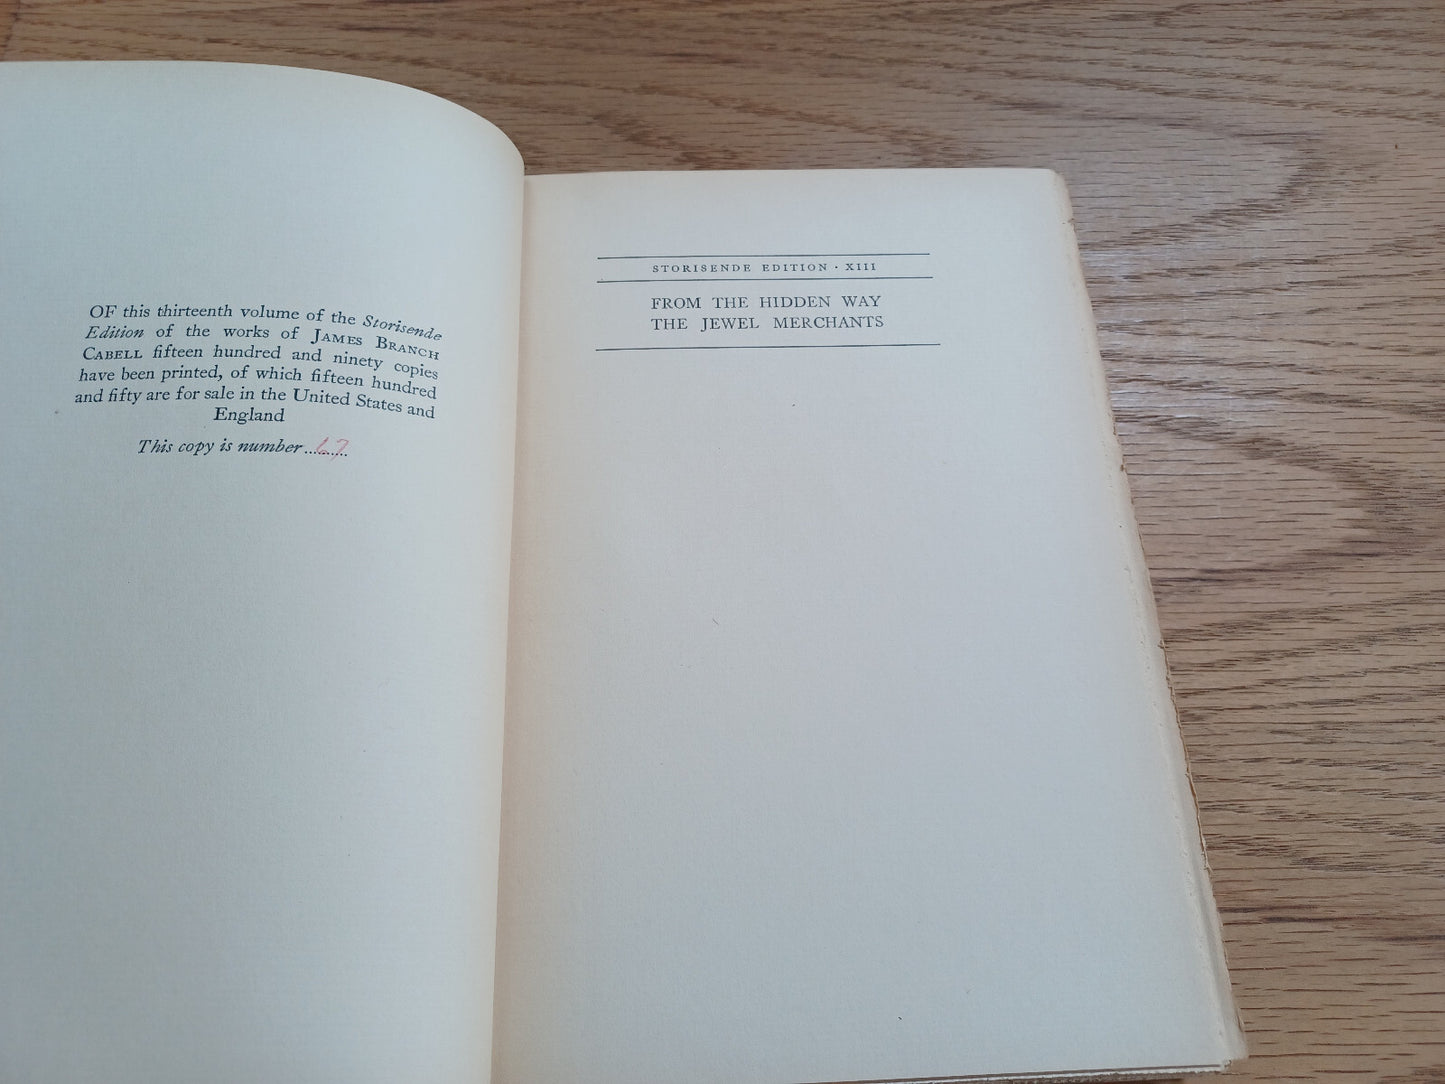 OF this thirteenth volume of the Storisende
Edition of the works of JAMES BRANCH
CABELL fifteen hundred and ninety copies
have been printed, of which fifteen hundred
and fifty are for sale in the United States and
England
This copy is number ..67..
STORISENDE EDITION · XIII
FROM THE HIDDEN WAY
THE JEWEL MERCHANTS